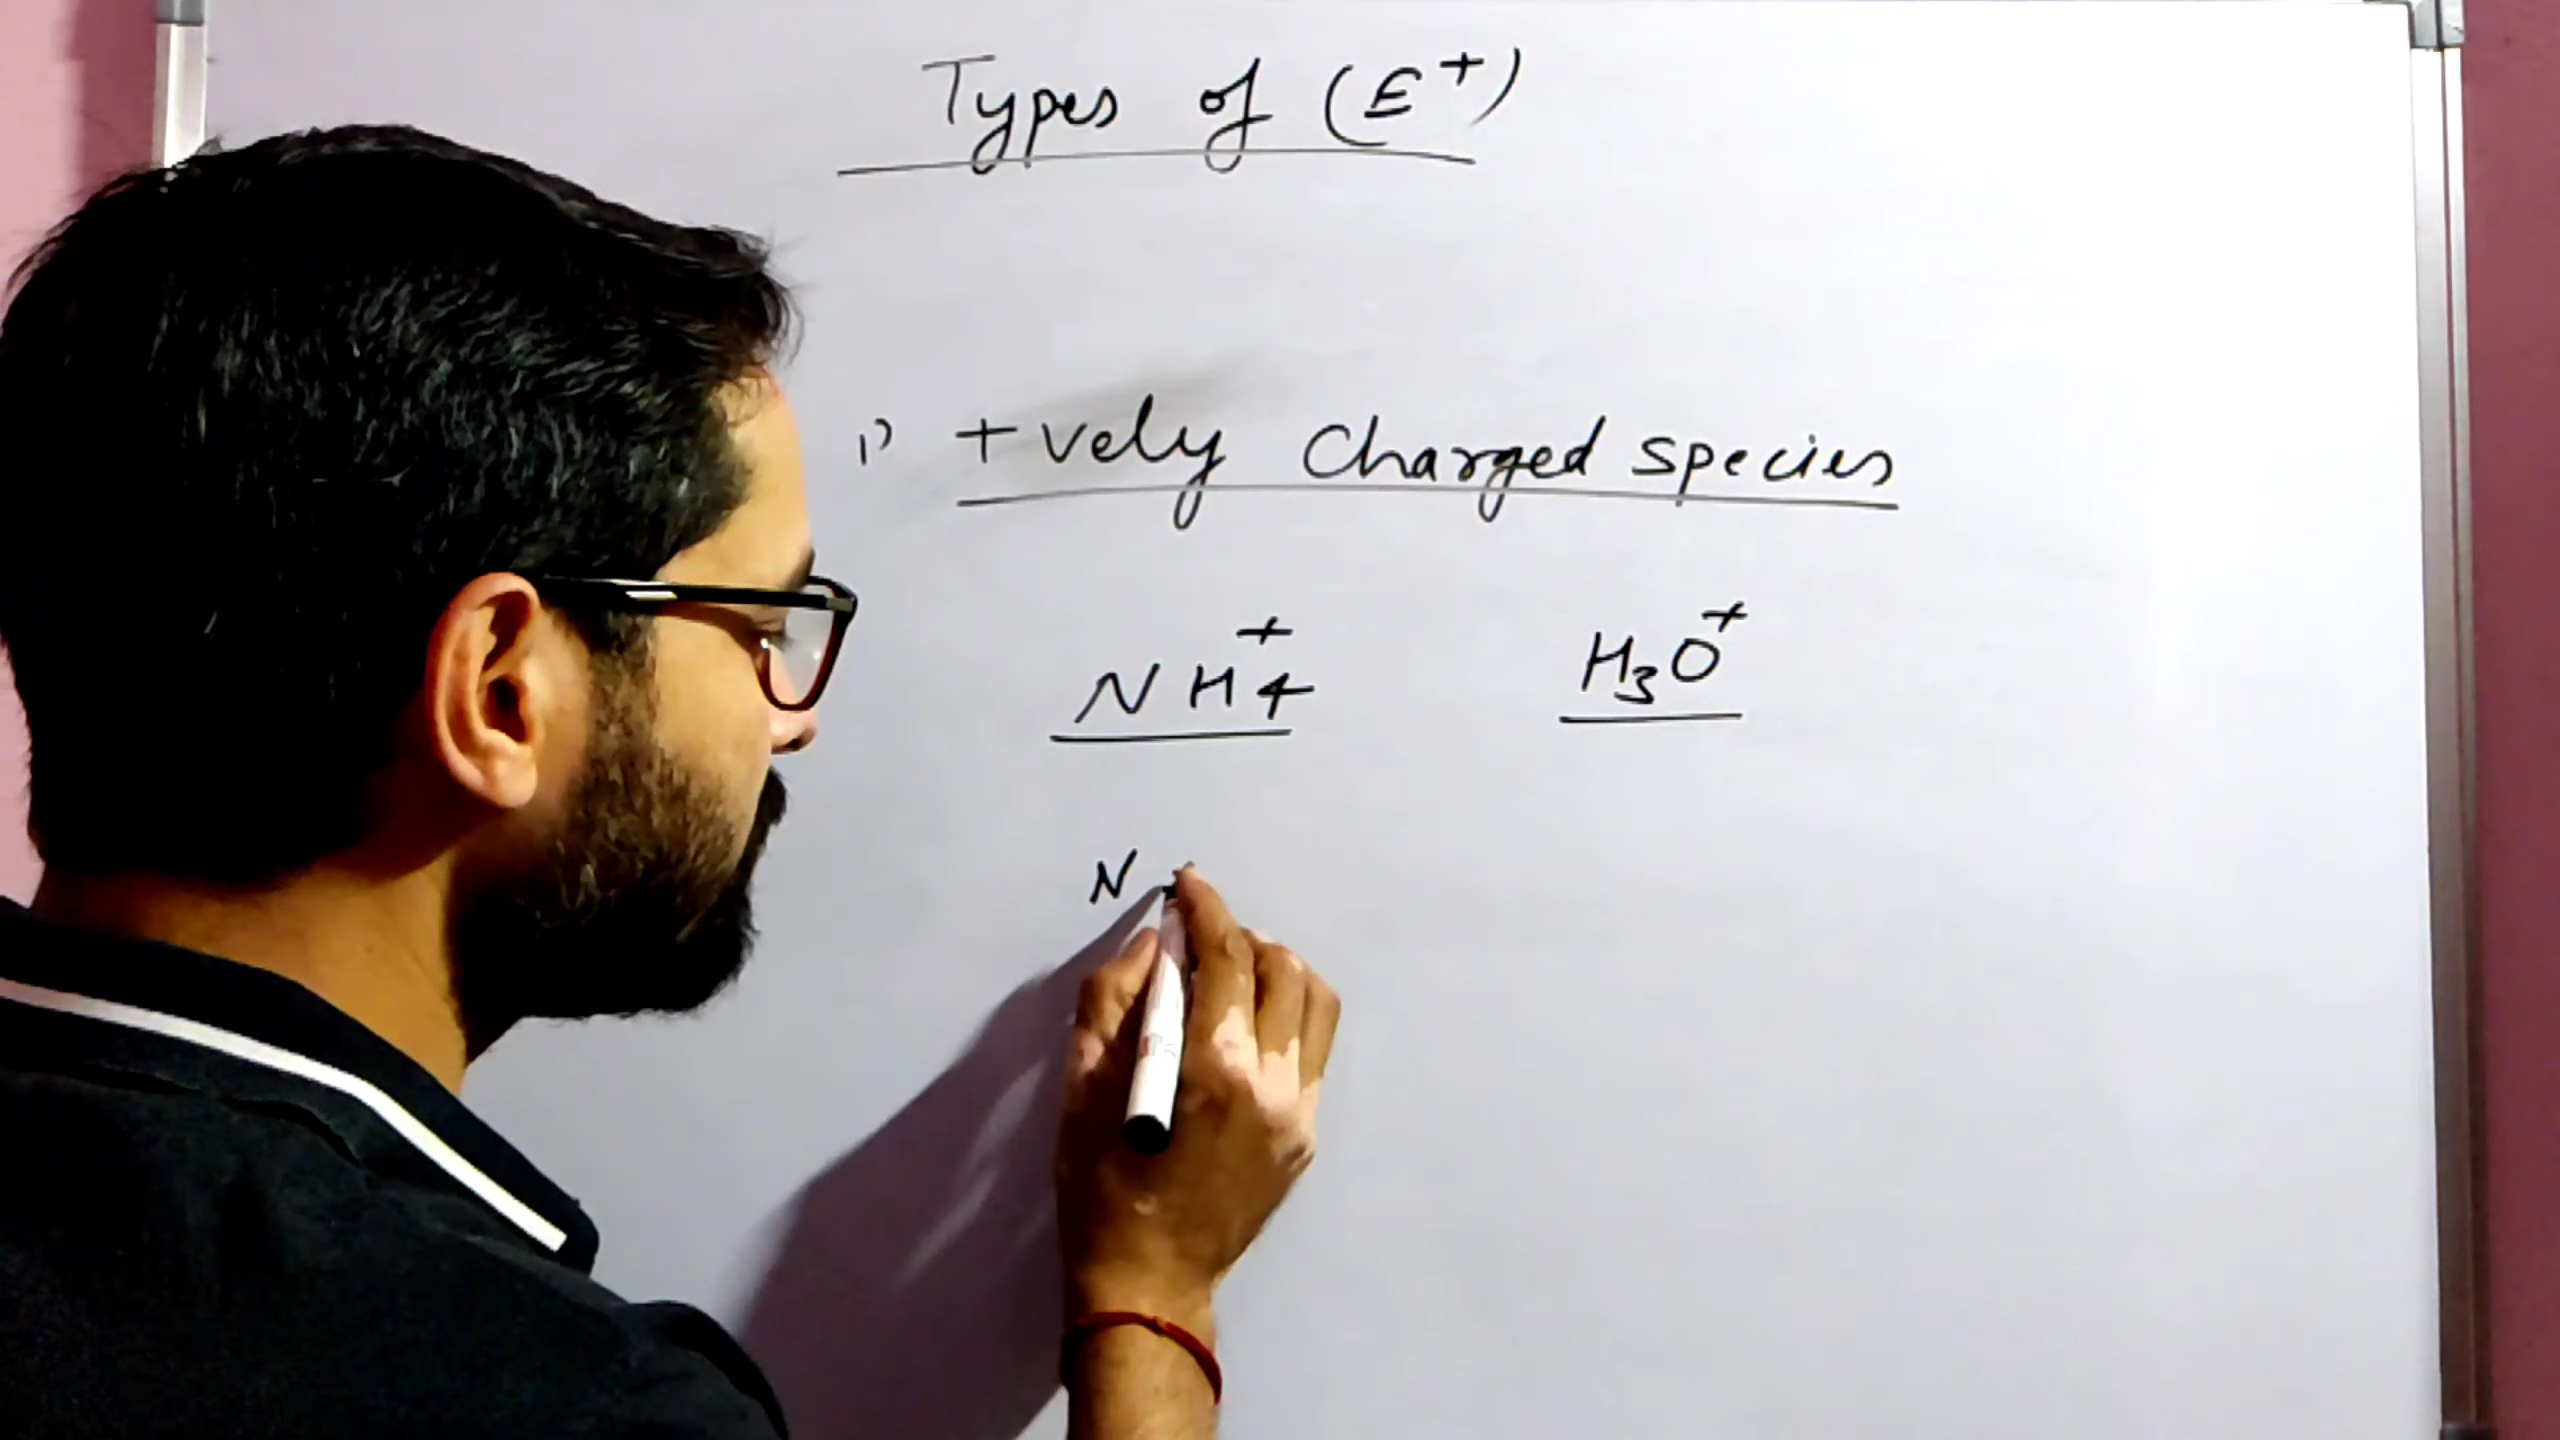 Types of (E⁺)
1) +vely Charged species
NH₄⁺ H₃O⁺
N